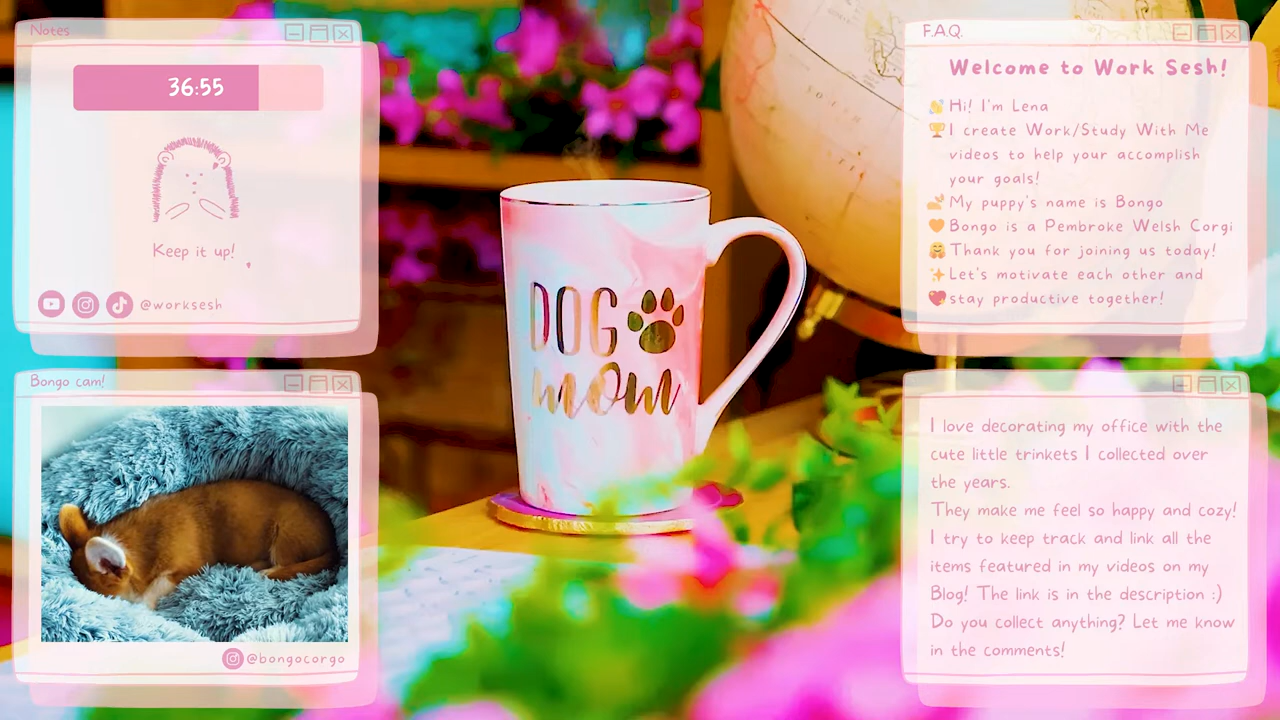 Notes
36:55
Keep it up!
@worksesh
Bongo cam!
@bongocorgo
DOG
mom
F.A.Q.
Welcome to Work Sesh!
👋Hi! I'm Lena
🏆I create Work/Study With Me
videos to help your accomplish
your goals!
My puppy's name is Bongo
🧡Bongo is a Pembroke Welsh Corgi
🤗Thank you for joining us today!
✨Let's motivate each other and
❤️stay productive together!
I love decorating my office with the
cute little trinkets I collected over
the years.
They make me feel so happy and cozy!
I try to keep track and link all the
items featured in my videos on my
Blog! The link is in the description :)
Do you collect anything? Let me know
in the comments!